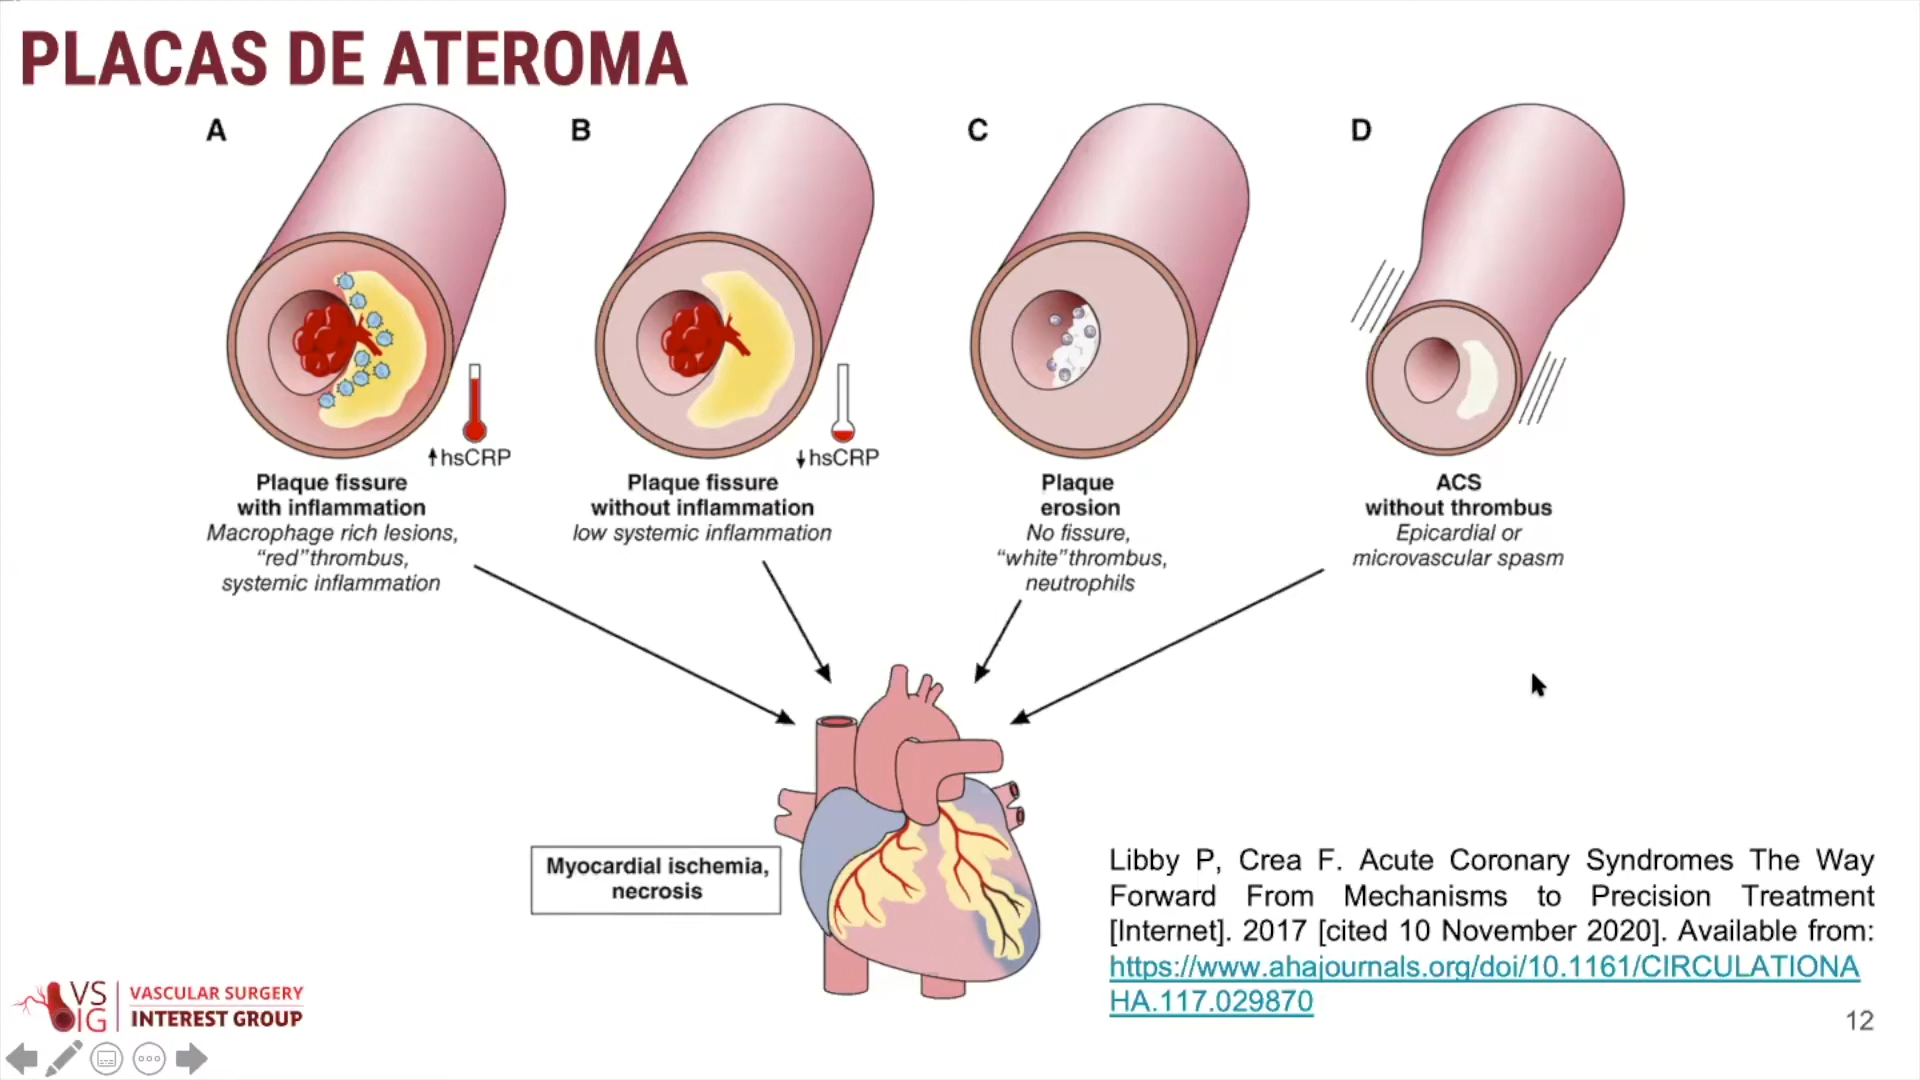 PLACAS DE ATEROMA
A
B
C
D
↑hsCRP
↓hsCRP
Plaque fissure
with inflammation
Macrophage rich lesions,
“red” thrombus,
systemic inflammation
Plaque fissure
without inflammation
low systemic inflammation
Plaque
erosion
No fissure,
“white” thrombus,
neutrophils
ACS
without thrombus
Epicardial or
microvascular spasm
Myocardial ischemia,
necrosis
Libby P, Crea F. Acute Coronary Syndromes The Way
Forward From Mechanisms to Precision Treatment
[Internet]. 2017 [cited 10 November 2020]. Available from:
https://www.ahajournals.org/doi/10.1161/CIRCULATIONA
HA.117.029870
VS
IG
VASCULAR SURGERY
INTEREST GROUP
12